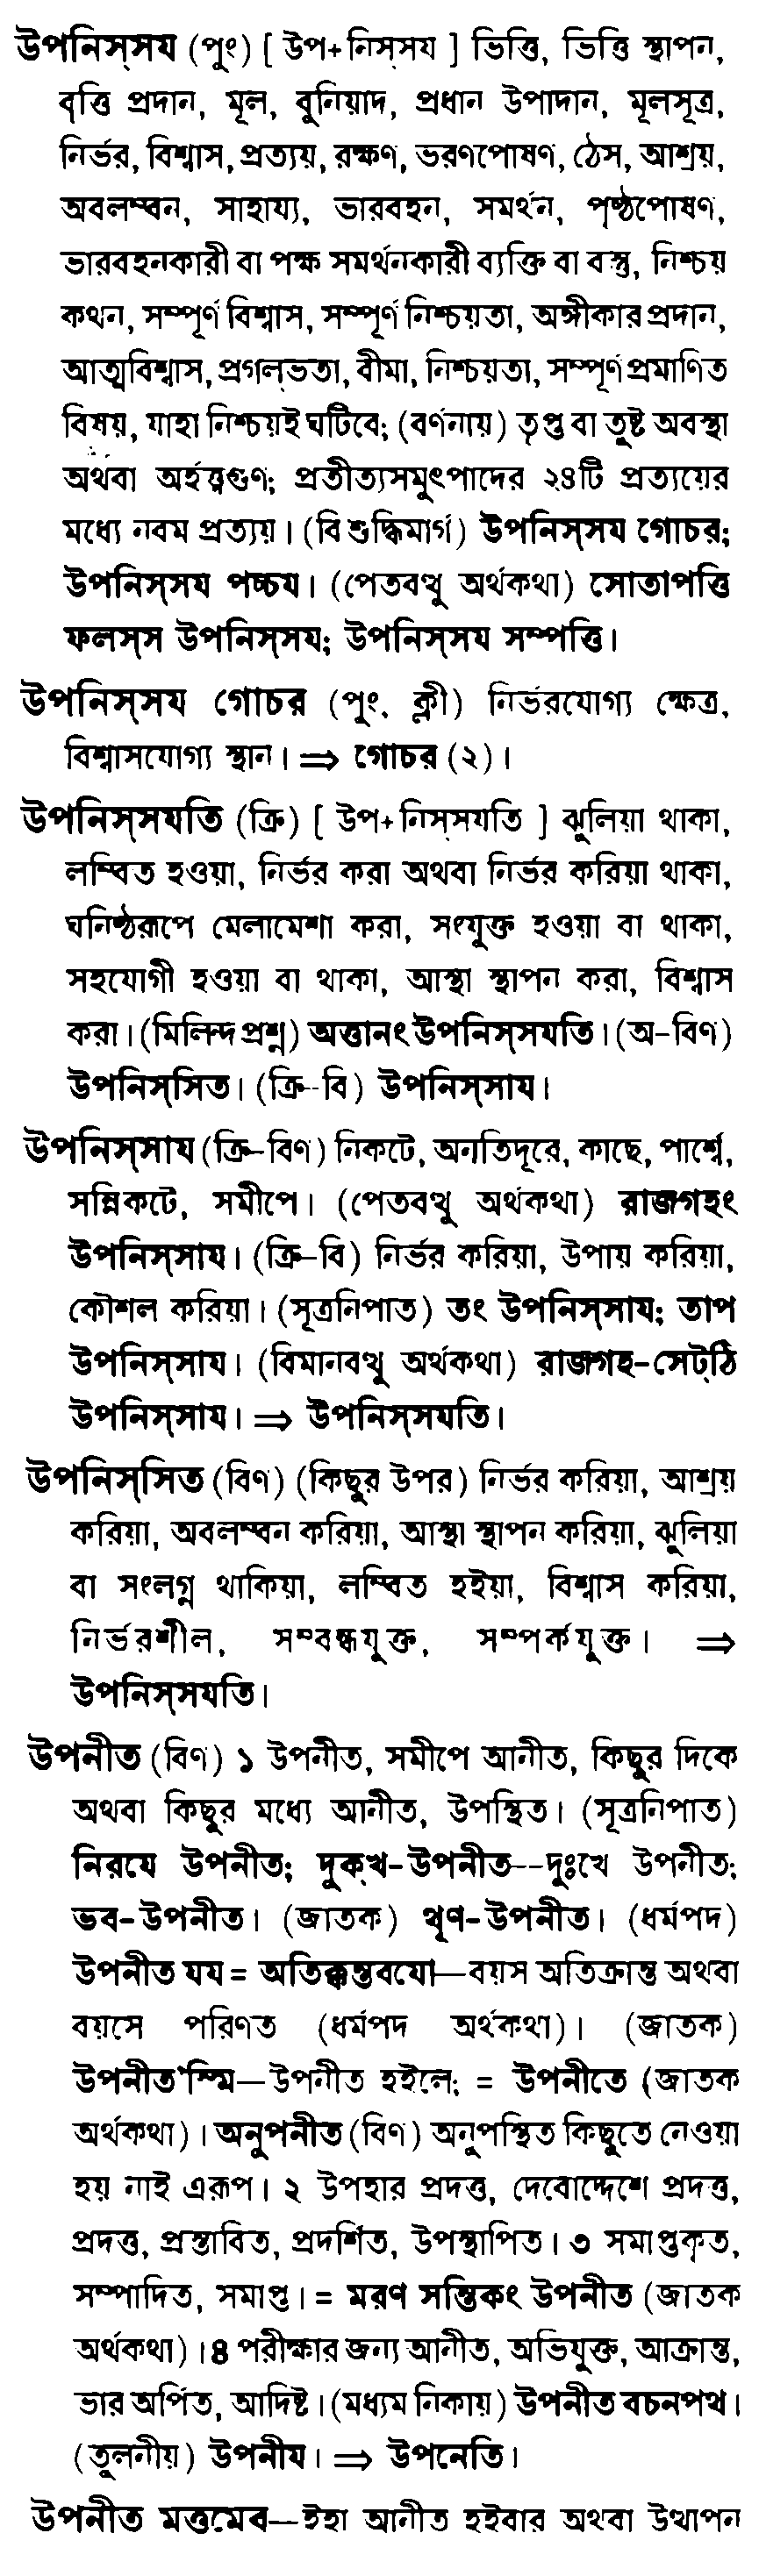 উপনিস্সয (পুং) [ উপ+নিস্সয ] ভিত্তি, ভিত্তি স্থাপন,
বৃত্তি প্রদান, মূল, বুনিয়াদ, প্রধান উপাদান, মূলসূত্র,
নির্ভর, বিশ্বাস, প্রত্যয়, রক্ষণ, ভরণপোষণ, ঠেস, আশ্রয়,
অবলম্বন, সাহায্য, ভারবহন, সমর্থন, পৃষ্ঠপোষণ,
ভারবহনকারী বা পক্ষ সমর্থনকারী ব্যক্তি বা বস্তু, নিশ্চয়
কথন, সম্পূর্ণ বিশ্বাস, সম্পূর্ণ নিশ্চয়তা, অঙ্গীকার প্রদান,
আত্মবিশ্বাস, প্রগল্ভতা, বীমা, নিশ্চয়তা, সম্পূর্ণ প্রমাণিত
বিষয়, যাহা নিশ্চয়ই ঘটিবে; (বর্ণনায়) তৃপ্ত বা তুষ্ট অবস্থা
অথবা অর্হত্ত্বগুণ; প্রতীত্যসমুৎপাদের ২৪টি প্রত্যয়ের
মধ্যে নবম প্রত্যয়। (বিশুদ্ধিমার্গ) উপনিস্সয গোচর;
উপনিস্সয পচ্চয। (পেতবত্থু অর্থকথা) সোতাপত্তি
ফলস্স উপনিস্সয; উপনিস্সয সম্পত্তি।
উপনিস্সয গোচর (পুং, ক্লী) নির্ভরযোগ্য ক্ষেত্র,
বিশ্বাসযোগ্য স্থান। ⇒ গোচর (২)।
উপনিস্সযতি (ক্রি) [ উপ+নিস্সযতি ] ঝুলিয়া থাকা,
লম্বিত হওয়া, নির্ভর করা অথবা নির্ভর করিয়া থাকা,
ঘনিষ্ঠরূপে মেলামেশা করা, সংযুক্ত হওয়া বা থাকা,
সহযোগী হওয়া বা থাকা, আস্থা স্থাপন করা, বিশ্বাস
করা। (মিলিন্দ প্রশ্ন) অত্তানং উপনিস্সযতি। (অ-বিণ)
উপনিস্সিত। (ক্রি-বি) উপনিস্সায।
উপনিস্সায (ক্রি-বিণ) নিকটে, অনতিদূরে, কাছে, পার্শ্বে,
সন্নিকটে, সমীপে। (পেতবত্থু অর্থকথা) রাজগহং
উপনিস্সায। (ক্রি-বি) নির্ভর করিয়া, উপায় করিয়া,
কৌশল করিয়া। (সূত্রনিপাত) তং উপনিস্সায; তাপ
উপনিস্সায। (বিমানবত্থু অর্থকথা) রাজগহ-সেট্ঠি
উপনিস্সায। ⇒ উপনিস্সযতি।
উপনিস্সিত (বিণ) (কিছুর উপর) নির্ভর করিয়া, আশ্রয়
করিয়া, অবলম্বন করিয়া, আস্থা স্থাপন করিয়া, ঝুলিয়া
বা সংলগ্ন থাকিয়া, লম্বিত হইয়া, বিশ্বাস করিয়া,
নির্ভরশীল, সম্বন্ধযুক্ত, সম্পর্কযুক্ত। ⇒
উপনিস্সযতি।
উপনীত (বিণ) ১ উপনীত, সমীপে আনীত, কিছুর দিকে
অথবা কিছুর মধ্যে আনীত, উপস্থিত। (সূত্রনিপাত)
নিরযে উপনীত; দুক্খ-উপনীত--দুঃখে উপনীত;
ভব-উপনীত। (জাতক) থূণ-উপনীত। (ধর্মপদ)
উপনীত যয = অতিক্কন্তবযো—বয়স অতিক্রান্ত অথবা
বয়সে পরিণত (ধর্মপদ অর্থকথা)। (জাতক)
উপনীত'স্মি—উপনীত হইলে; = উপনীতে (জাতক
অর্থকথা)। অনুপনীত (বিণ) অনুপস্থিত কিছুতে নেওয়া
হয় নাই এরূপ। ২ উপহার প্রদত্ত, দেবোদ্দেশে প্রদত্ত,
প্রদত্ত, প্রস্তাবিত, প্রদর্শিত, উপস্থাপিত। ৩ সমাপ্তকৃত,
সম্পাদিত, সমাপ্ত। = মরণ সন্তিকং উপনীত (জাতক
অর্থকথা)। ৪ পরীক্ষার জন্য আনীত, অভিযুক্ত, আক্রান্ত,
ভার অর্পিত, আদিষ্ট। (মধ্যম নিকায়) উপনীত বচনপথ।
(তুলনীয়) উপনীয। ⇒ উপনেতি।
উপনীত মত্তমেব—ইহা আনীত হইবার অথবা উত্থাপন